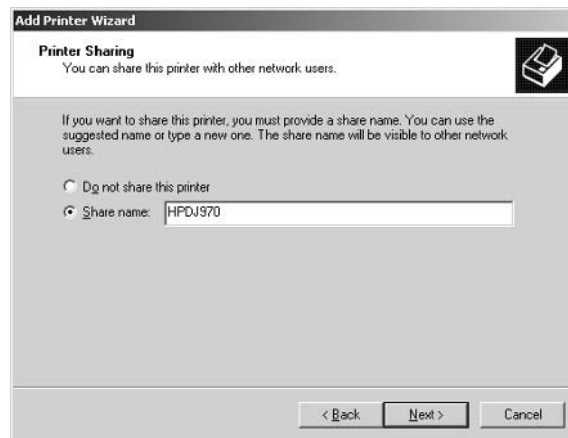 Add Printer Wizard
Printer Sharing
You can share this printer with other network users.
If you want to share this printer, you must provide a share name. You can use the
suggested name or type a new one. The share name will be visible to other network
users.
Do not share this printer
Share name: HPDJ970
< Back Next > Cancel